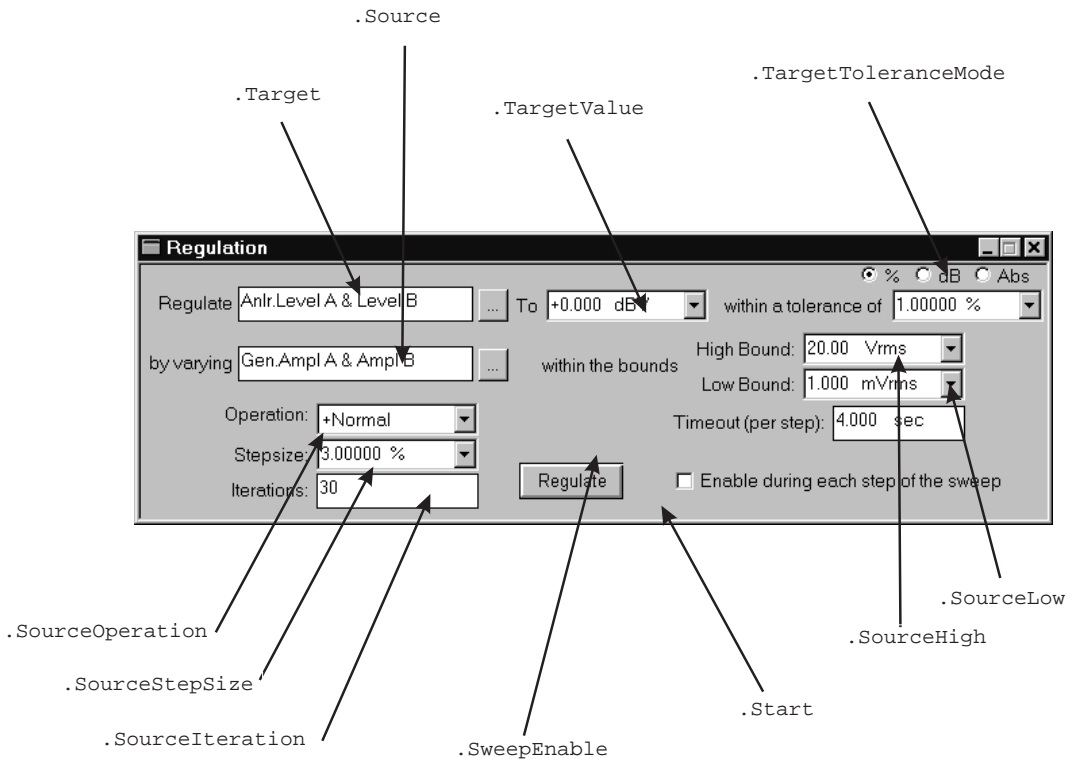 .Source
.TargetToleranceMode
.Target
.TargetValue
Regulation
% dB Abs
Regulate Anlr.Level A & Level B ... To +0.000 dBV within a tolerance of 1.00000 %
by varying Gen.Ampl A & Ampl B ... within the bounds High Bound: 20.00 Vrms
Low Bound: 1.000 mVrms
Operation: +Normal Timeout (per step): 4.000 sec
Stepsize: 3.00000 %
Iterations: 30 Regulate Enable during each step of the sweep
.SourceLow
.SourceOperation .SourceHigh
.SourceStepSize
.Start
.SourceIteration
.SweepEnable